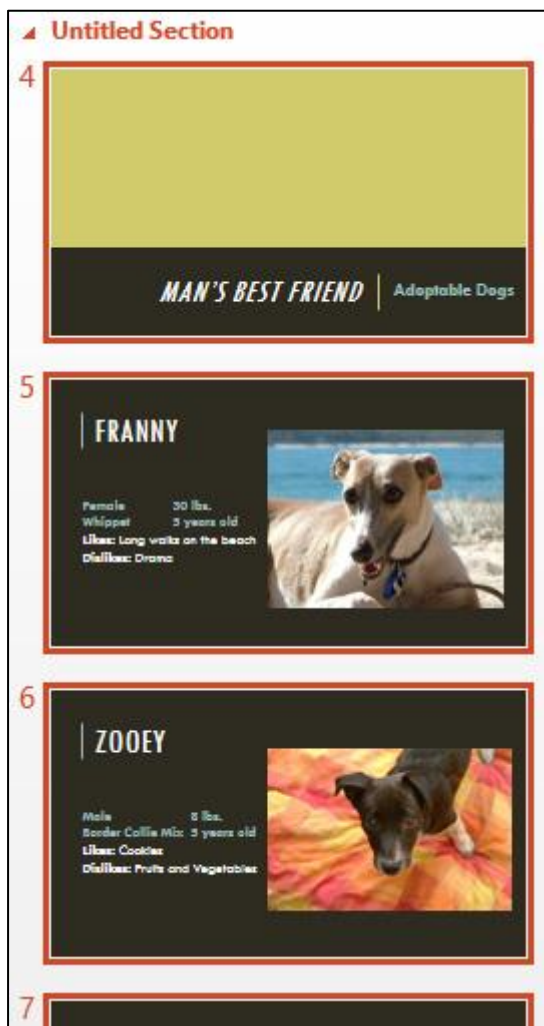 Untitled Section
4
MAN'S BEST FRIEND Adoptable Dogs
5
FRANNY
Female 30 lbs.
Whippet 3 years old
Likes: Long walks on the beach
Dislikes: Drama
6
ZOOEY
Male 8 lbs.
Border Collie Mix 3 years old
Likes: Cookies
Dislikes: Fruits and Vegetables
7